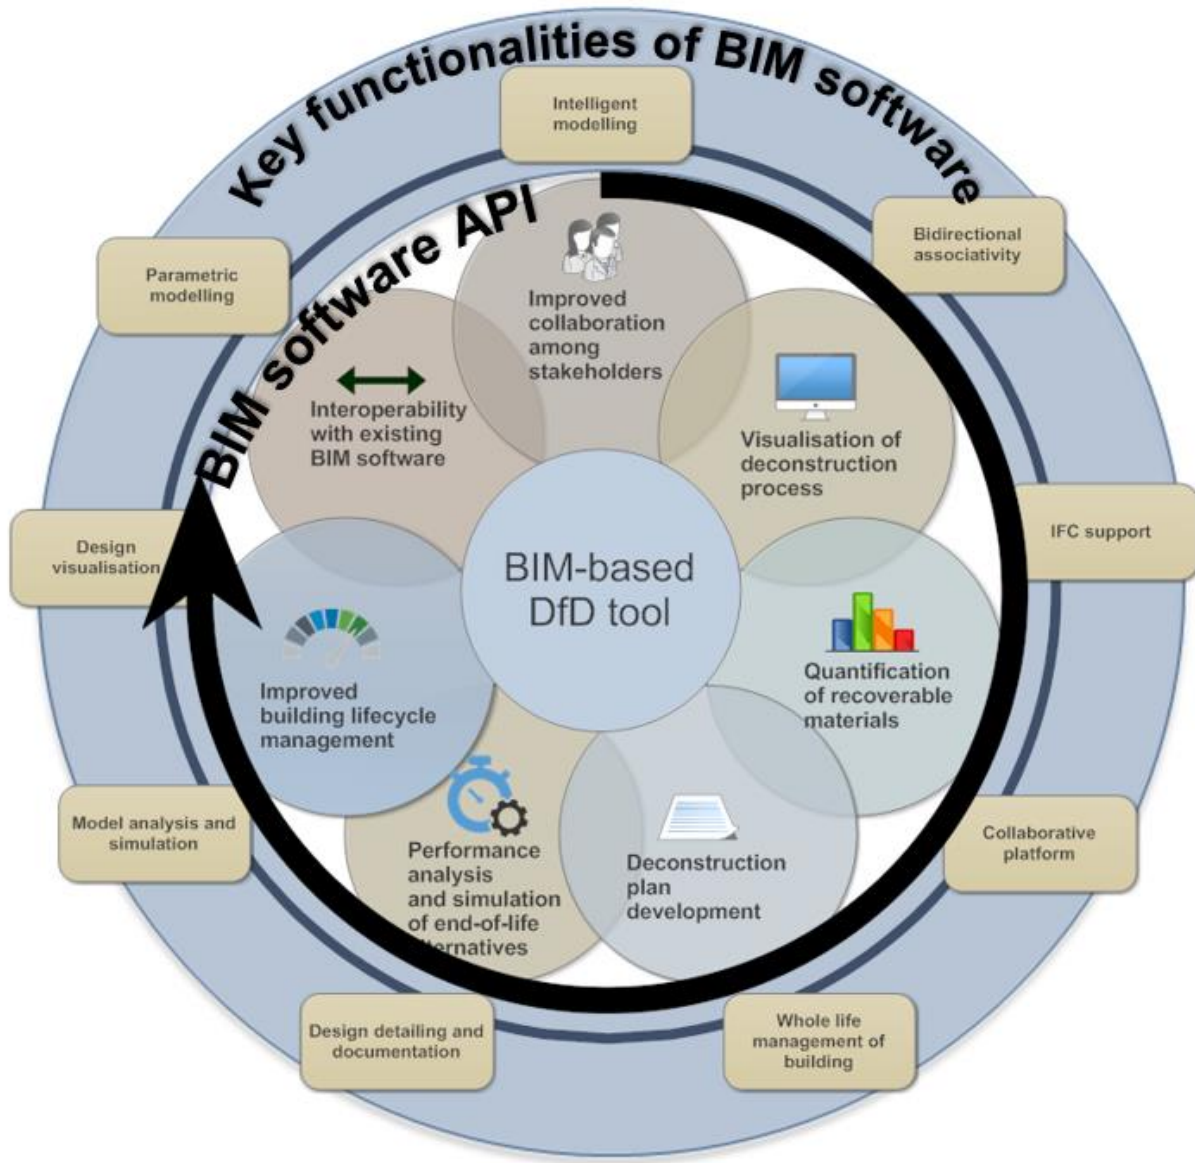 Key functionalities of BIM software
Intelligent
modelling
Bidirectional
associativity
IFC support
Collaborative
platform
Whole life
management of
building
Design detailing and
documentation
Model analysis and
simulation
Design
visualisation
Parametric
modelling
BIM software API
Improved
collaboration
among
stakeholders
Visualisation of
deconstruction
process
Quantification
of recoverable
materials
Deconstruction
plan
development
Performance
analysis
and simulation
of end-of-life
alternatives
Improved
building lifecycle
management
Interoperability
with existing
BIM software
BIM-based
DfD tool